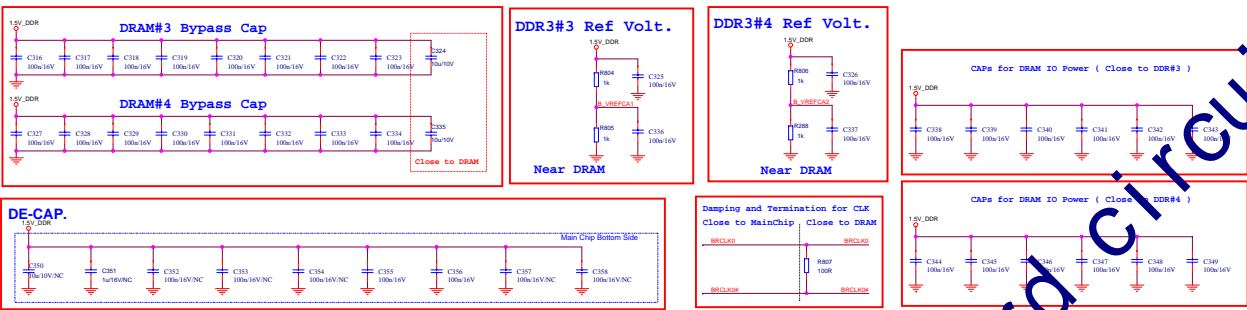 DRAM#3 Bypass Cap
1.5V_DDR
C316 C317 C318 C319 C320 C321 C322 C323 C324
100n/16V 100n/16V 100n/16V 100n/16V 100n/16V 100n/16V 100n/16V 100n/16V 10u/10V
DRAM#4 Bypass Cap
1.5V_DDR
C327 C328 C329 C330 C331 C332 C333 C334 C335
100n/16V 100n/16V 100n/16V 100n/16V 100n/16V 100n/16V 100n/16V 100n/16V 10u/10V
Close to DRAM
DDR3#3 Ref Volt.
1.5V_DDR
R804 C325
1k 100n/16V
B_VREFCA1
R805 C336
1k 100n/16V
Near DRAM
DDR3#4 Ref Volt.
1.5V_DDR
R806 C326
1k 100n/16V
B_VREFCA2
R288 C337
1k 100n/16V
Near DRAM
CAPs for DRAM IO Power ( Close to DDR#3 )
1.5V_DDR
C338 C339 C340 C341 C342 C343
100n/16V 100n/16V 100n/16V 100n/16V 100n/16V 100n/16V
DE-CAP.
1.5V_DDR
Main Chip Bottom Side
C350 C351 C352 C353 C354 C355 C356 C357 C358
10u/10V/NC 1u/16V/NC 100n/16V/NC 100n/16V/NC 100n/16V/NC 100n/16V 100n/16V 100n/16V/NC 100n/16V/NC
Damping and Termination for CLK
Close to MainChip Close to DRAM
BRCLK0 BRCLK0
R807
100R
BRCLK0# BRCLK0#
CAPs for DRAM IO Power ( Close to DDR#4 )
1.5V_DDR
C344 C345 C346 C347 C348 C349
100n/16V 100n/16V 100n/16V 100n/16V 100n/16V 100n/16V
d circui